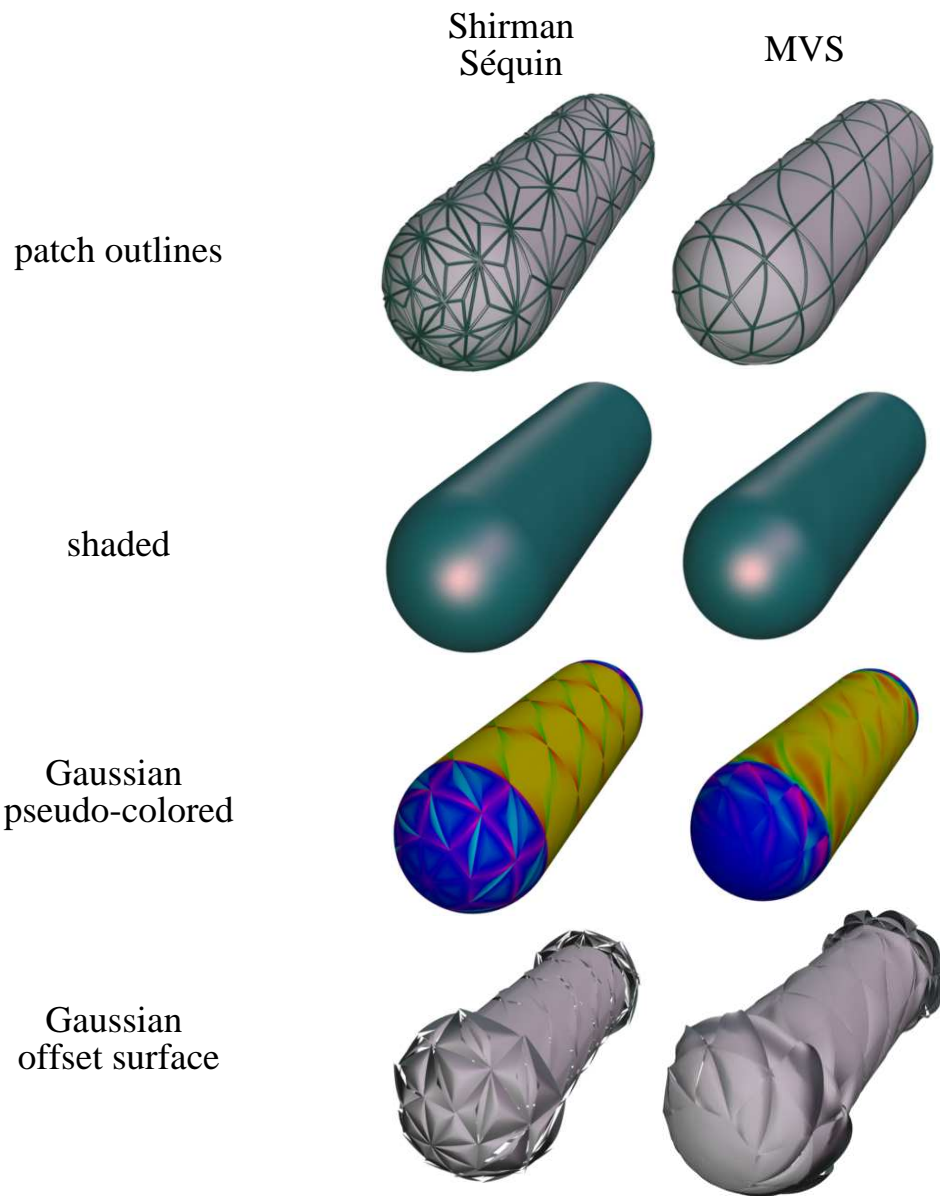 Shirman
Séquin
MVS
patch outlines
shaded
Gaussian
pseudo-colored
Gaussian
offset surface